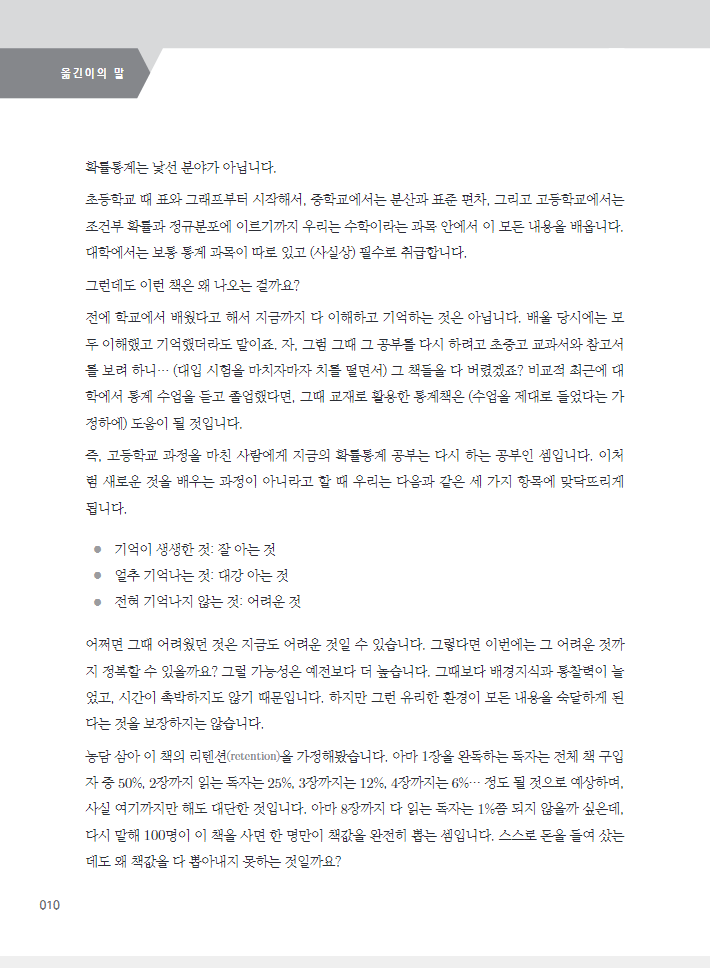 옮긴이의 말
확률통계는 낯선 분야가 아닙니다.
초등학교 때 표와 그래프부터 시작해서, 중학교에서는 분산과 표준 편차, 그리고 고등학교에서는
조건부 확률과 정규분포에 이르기까지 우리는 수학이라는 과목 안에서 이 모든 내용을 배웁니다.
대학에서는 보통 통계 과목이 따로 있고 (사실상) 필수로 취급합니다.
그런데도 이런 책은 왜 나오는 걸까요?
전에 학교에서 배웠다고 해서 지금까지 다 이해하고 기억하는 것은 아닙니다. 배울 당시에는 모
두 이해했고 기억했더라도 말이죠. 자, 그럼 그때 그 공부를 다시 하려고 초중고 교과서와 참고서
를 보려 하니… (대입 시험을 마치자마자 치를 떨면서) 그 책들을 다 버렸겠죠? 비교적 최근에 대
학에서 통계 수업을 듣고 졸업했다면, 그때 교재로 활용한 통계책은 (수업을 제대로 들었다는 가
정하에) 도움이 될 것입니다.
즉, 고등학교 과정을 마친 사람에게 지금의 확률통계 공부는 다시 하는 공부인 셈입니다. 이처
럼 새로운 것을 배우는 과정이 아니라고 할 때 우리는 다음과 같은 세 가지 항목에 맞닥뜨리게
됩니다.
● 기억이 생생한 것: 잘 아는 것
● 얼추 기억나는 것: 대강 아는 것
● 전혀 기억나지 않는 것: 어려운 것
어쩌면 그때 어려웠던 것은 지금도 어려운 것일 수 있습니다. 그렇다면 이번에는 그 어려운 것까
지 정복할 수 있을까요? 그럴 가능성은 예전보다 더 높습니다. 그때보다 배경지식과 통찰력이 늘
었고, 시간이 촉박하지도 않기 때문입니다. 하지만 그런 유리한 환경이 모든 내용을 숙달하게 된
다는 것을 보장하지는 않습니다.
농담 삼아 이 책의 리텐션(retention)을 가정해봤습니다. 아마 1장을 완독하는 독자는 전체 책 구입
자 중 50%, 2장까지 읽는 독자는 25%, 3장까지는 12%, 4장까지는 6%… 정도 될 것으로 예상하며,
사실 여기까지만 해도 대단한 것입니다. 아마 8장까지 다 읽는 독자는 1%쯤 되지 않을까 싶은데,
다시 말해 100명이 이 책을 사면 한 명만이 책값을 완전히 뽑는 셈입니다. 스스로 돈을 들여 샀는
데도 왜 책값을 다 뽑아내지 못하는 것일까요?
010